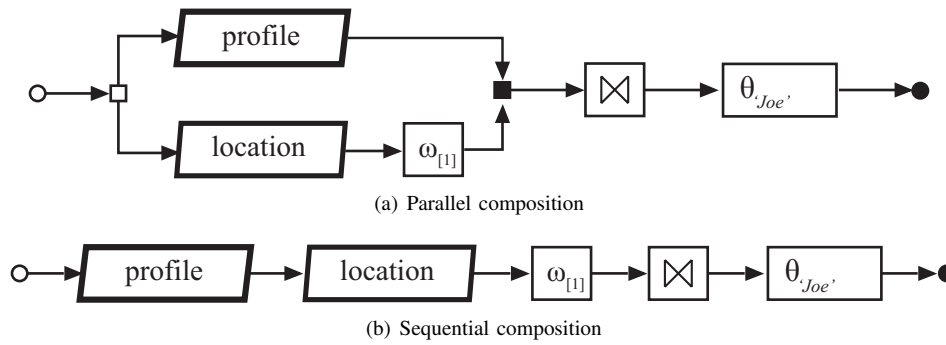 profile
location
ω[1]
⋈
θ‘Joe’
(a) Parallel composition
profile
location
ω[1]
⋈
θ‘Joe’
(b) Sequential composition